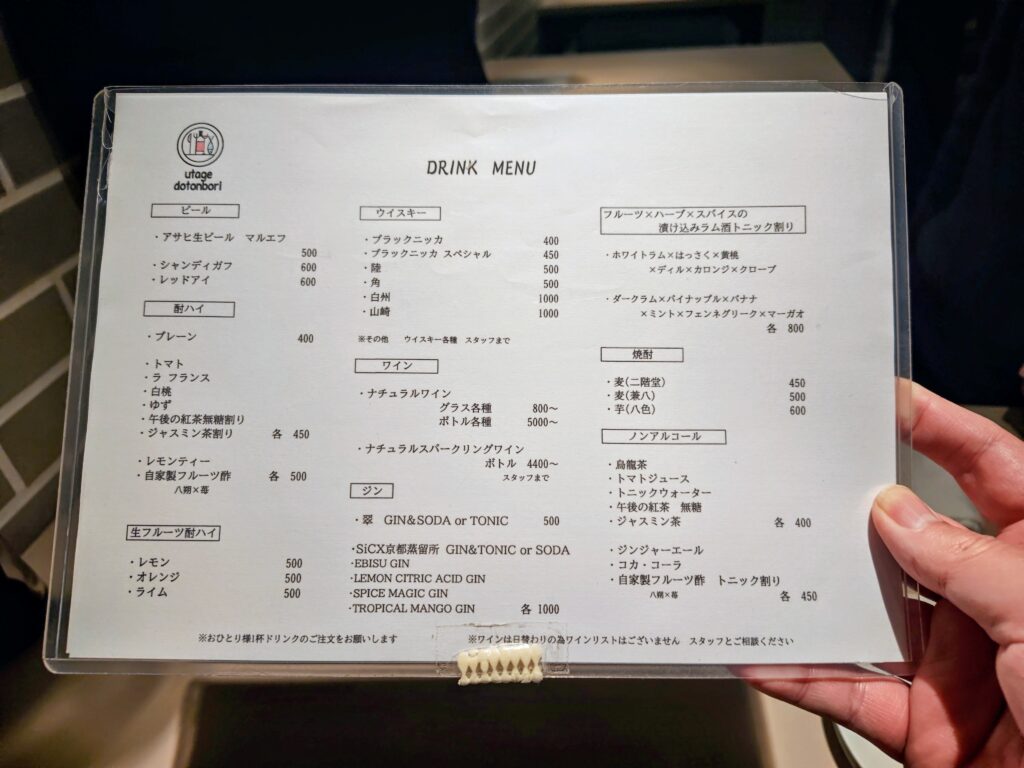 utage
dotonbori
DRINK MENU
ビール
・アサヒ生ビール マルエフ
500
・シャンディガフ 600
・レッドアイ 600
酎ハイ
・プレーン 400
・トマト
・ラ フランス
・白桃
・ゆず
・午後の紅茶無糖割り
・ジャスミン茶割り 各 450
・レモンティー
・自家製フルーツ酢 各 500
八朔×苺
生フルーツ酎ハイ
・レモン 500
・オレンジ 500
・ライム 500
ウイスキー
・ブラックニッカ 400
・ブラックニッカ スペシャル 450
・陸 500
・角 500
・白州 1000
・山崎 1000
※その他 ウイスキー各種 スタッフまで
ワイン
・ナチュラルワイン
グラス各種 800～
ボトル各種 5000～
・ナチュラルスパークリングワイン
ボトル 4400～
スタッフまで
ジン
・翠 GIN&SODA or TONIC 500
・SiCX京都蒸留所 GIN&TONIC or SODA
・EBISU GIN
・LEMON CITRIC ACID GIN
・SPICE MAGIC GIN
・TROPICAL MANGO GIN 各 1000
フルーツ×ハーブ×スパイスの
漬け込みラム酒トニック割り
・ホワイトラム×はっさく×黄桃
×ディル×カロンジ×クローブ
・ダークラム×パイナップル×バナナ
×ミント×フェンネグリーク×マーガオ
各 800
焼酎
・麦(二階堂) 450
・麦(兼八) 500
・芋(八色) 600
ノンアルコール
・烏龍茶
・トマトジュース
・トニックウォーター
・午後の紅茶 無糖
・ジャスミン茶 各 400
・ジンジャーエール
・コカ・コーラ
・自家製フルーツ酢 トニック割り
八朔×苺 各 450
※おひとり様1杯ドリンクのご注文をお願いします
※ワインは日替わりの為ワインリストはございません スタッフとご相談ください